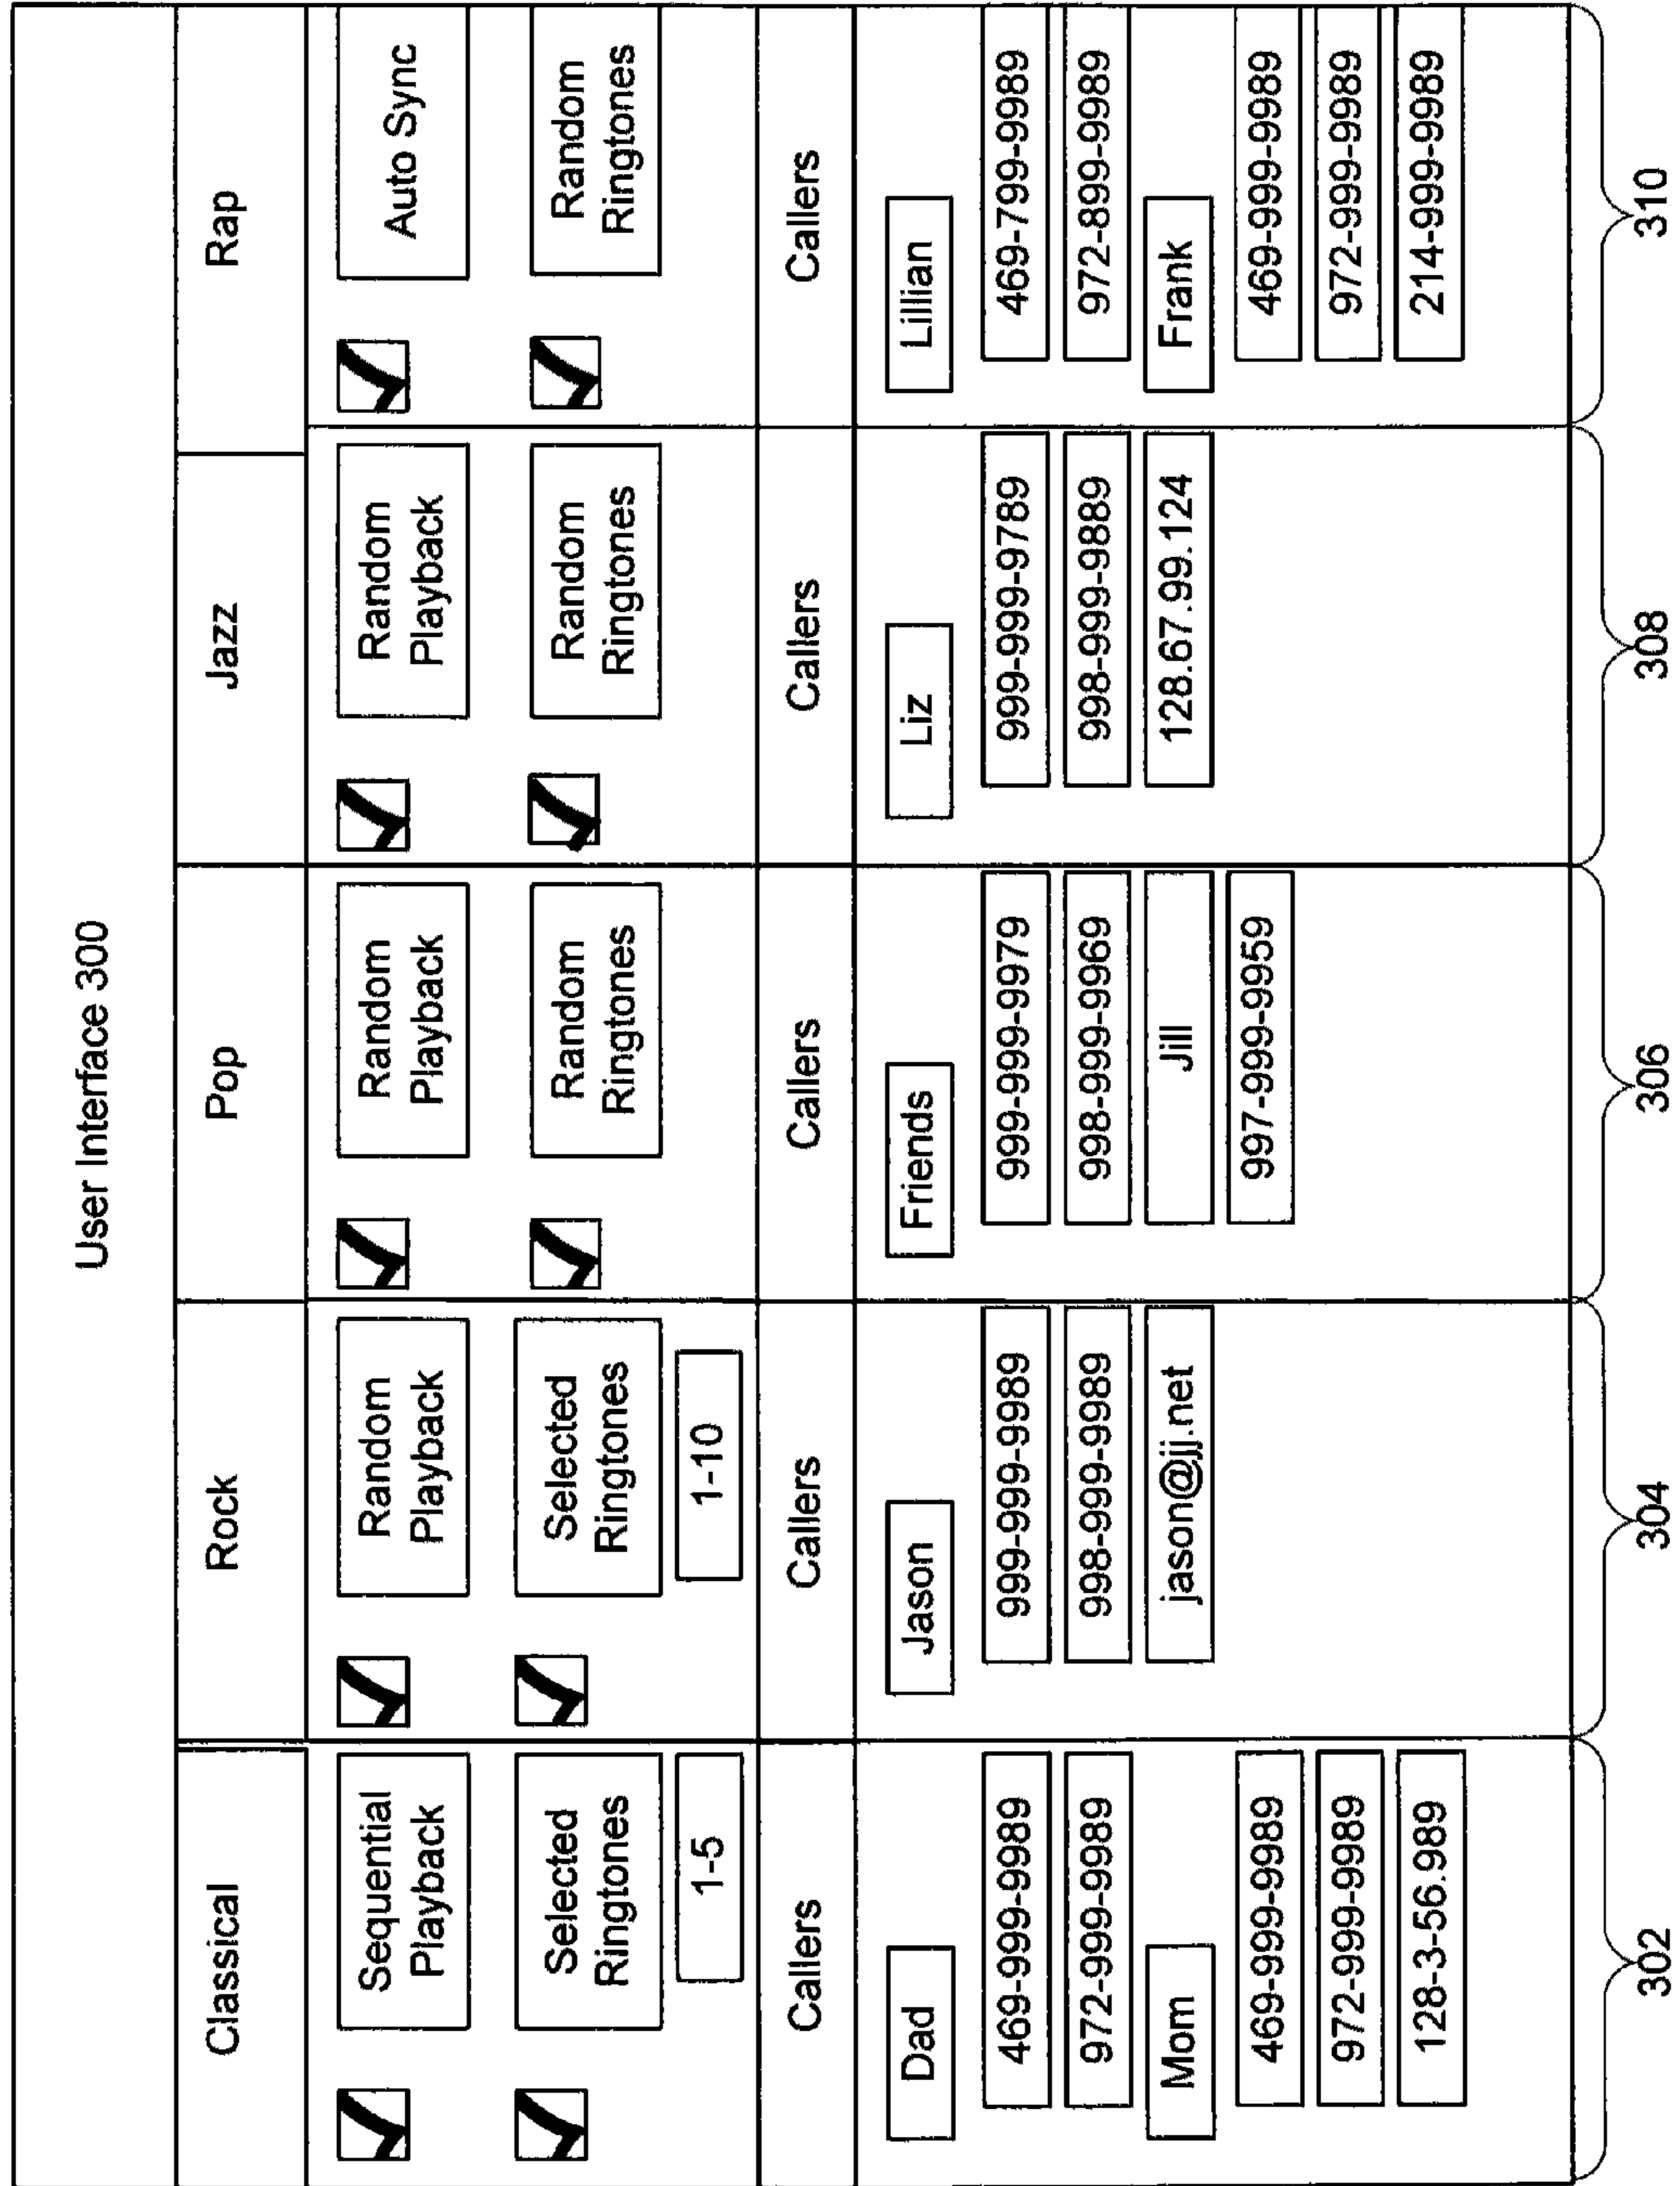 User Interface 300
Classical
Rock
Pop
Jazz
Rap
Sequential
Playback
Selected
Ringtones
1-5
Random
Playback
Selected
Ringtones
1-10
Random
Playback
Random
Ringtones
Random
Playback
Random
Ringtones
Auto Sync
Random
Ringtones
Callers
Callers
Callers
Callers
Callers
Dad
469-999-9989
972-999-9989
Mom
469-999-9989
972-999-9989
128-3-56.989
Jason
999-999-9989
998-999-9989
jason@jj.net
Friends
999-999-9979
998-999-9969
Jill
997-999-9959
Liz
999-999-9789
998-999-9889
128.67.99.124
Lillian
469-799-9989
972-899-9989
Frank
469-999-9989
972-999-9989
214-999-9989
302
304
306
308
310